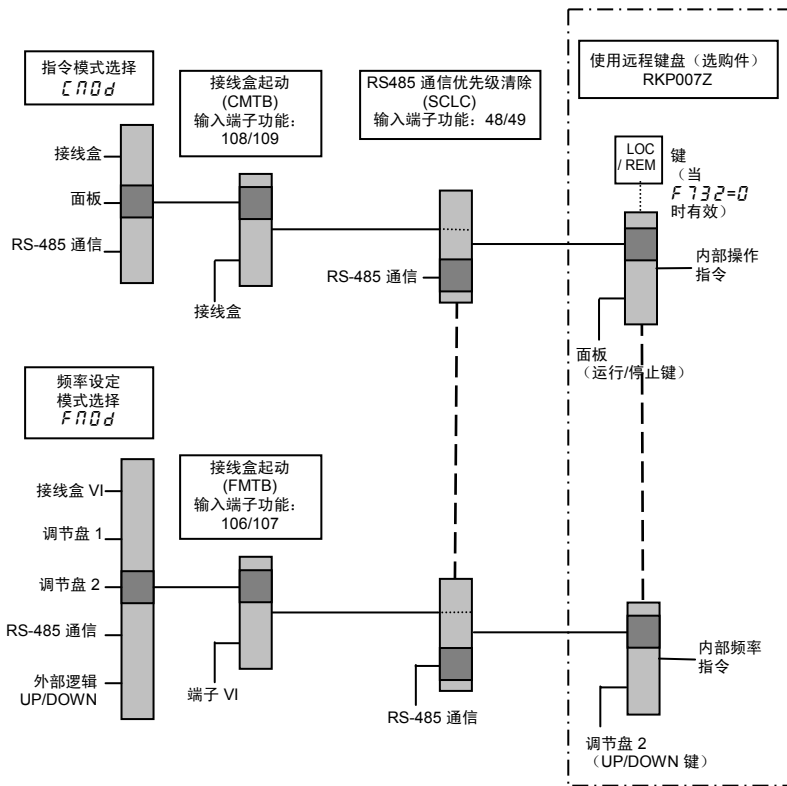 指令模式选择
CMOd
接线盒
面板
RS-485 通信
接线盒起动
(CMTB)
输入端子功能：
108/109
接线盒
RS485 通信优先级清除
(SCLC)
输入端子功能：48/49
RS-485 通信
使用远程键盘（选购件）
RKP007Z
LOC
/ REM
键
（当
F732=0
时有效）
内部操作
指令
面板
（运行/停止键）
频率设定
模式选择
FMOd
接线盒 VI
调节盘 1
调节盘 2
RS-485 通信
外部逻辑
UP/DOWN
接线盒起动
(FMTB)
输入端子功能：
106/107
端子 VI
RS-485 通信
内部频率
指令
调节盘 2
（UP/DOWN 键）